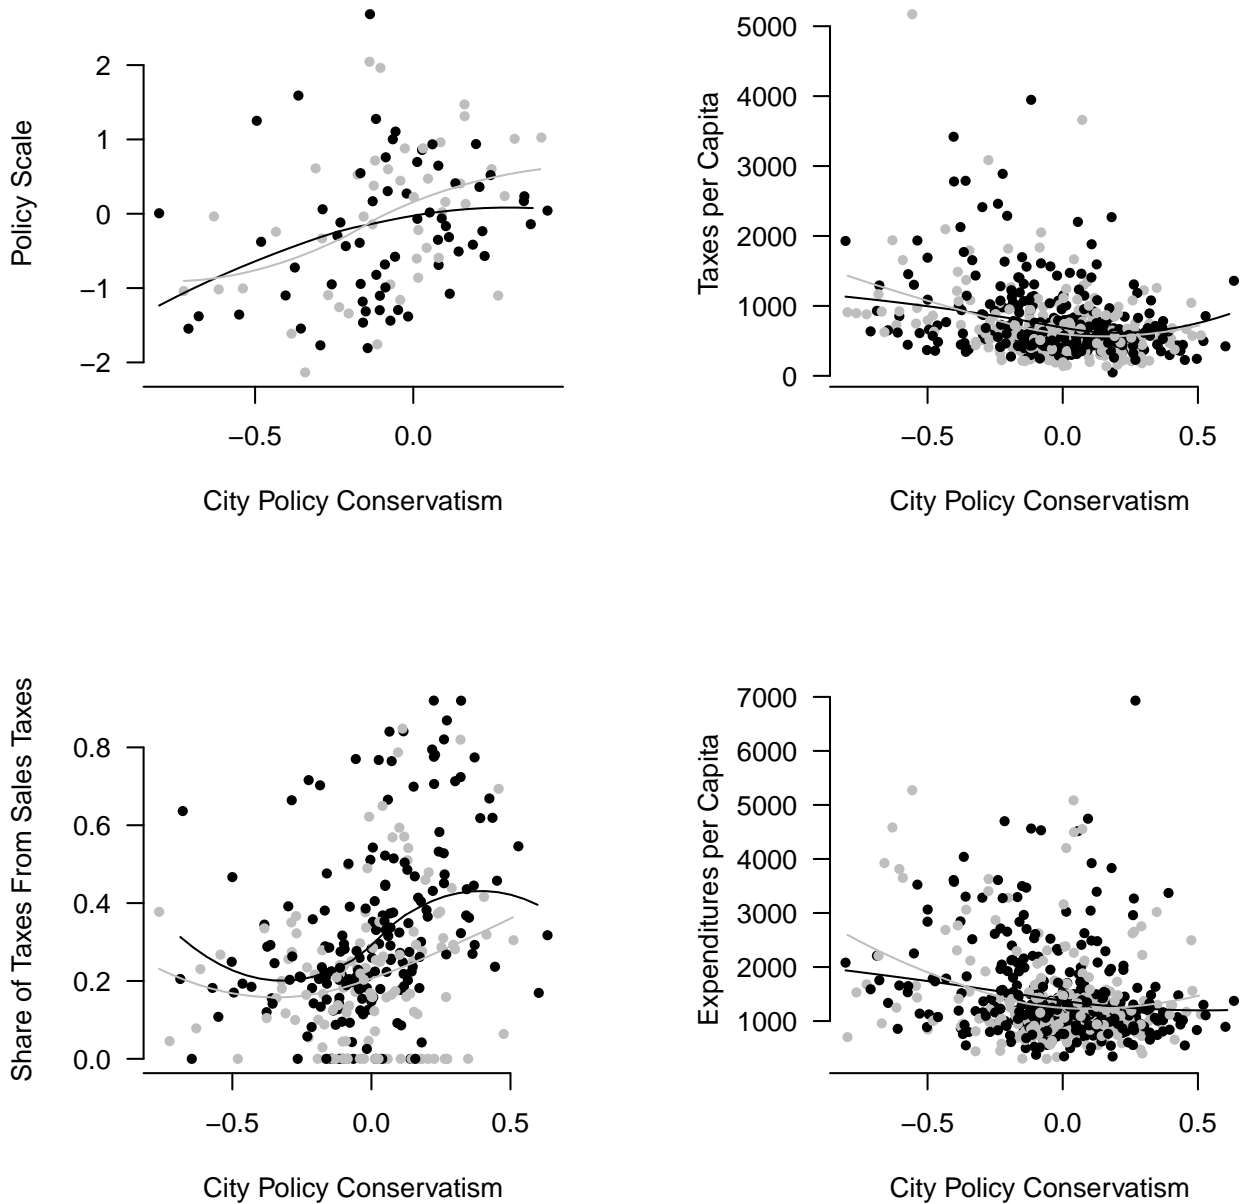 Policy Scale
2
1
0
−1
−2
−0.5 0.0
City Policy Conservatism
Taxes per Capita
5000
4000
3000
2000
1000
0
−0.5 0.0 0.5
City Policy Conservatism
Share of Taxes From Sales Taxes
0.8
0.6
0.4
0.2
0.0
−0.5 0.0 0.5
City Policy Conservatism
Expenditures per Capita
7000
6000
5000
4000
3000
2000
1000
−0.5 0.0 0.5
City Policy Conservatism